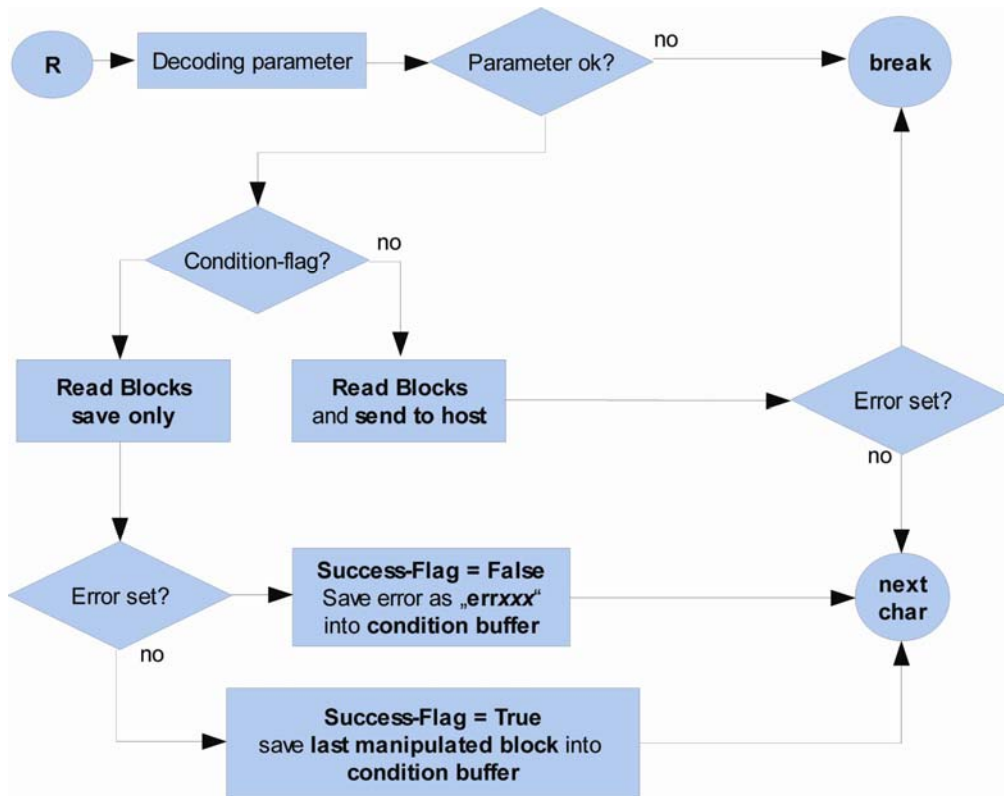 R
Decoding parameter
Parameter ok?
no
break
Condition-flag?
no
Read Blocks
save only
Read Blocks
and send to host
Error set?
no
Error set?
no
Success-Flag = False
Save error as „errxxx“
into condition buffer
next
char
Success-Flag = True
save last manipulated block into
condition buffer